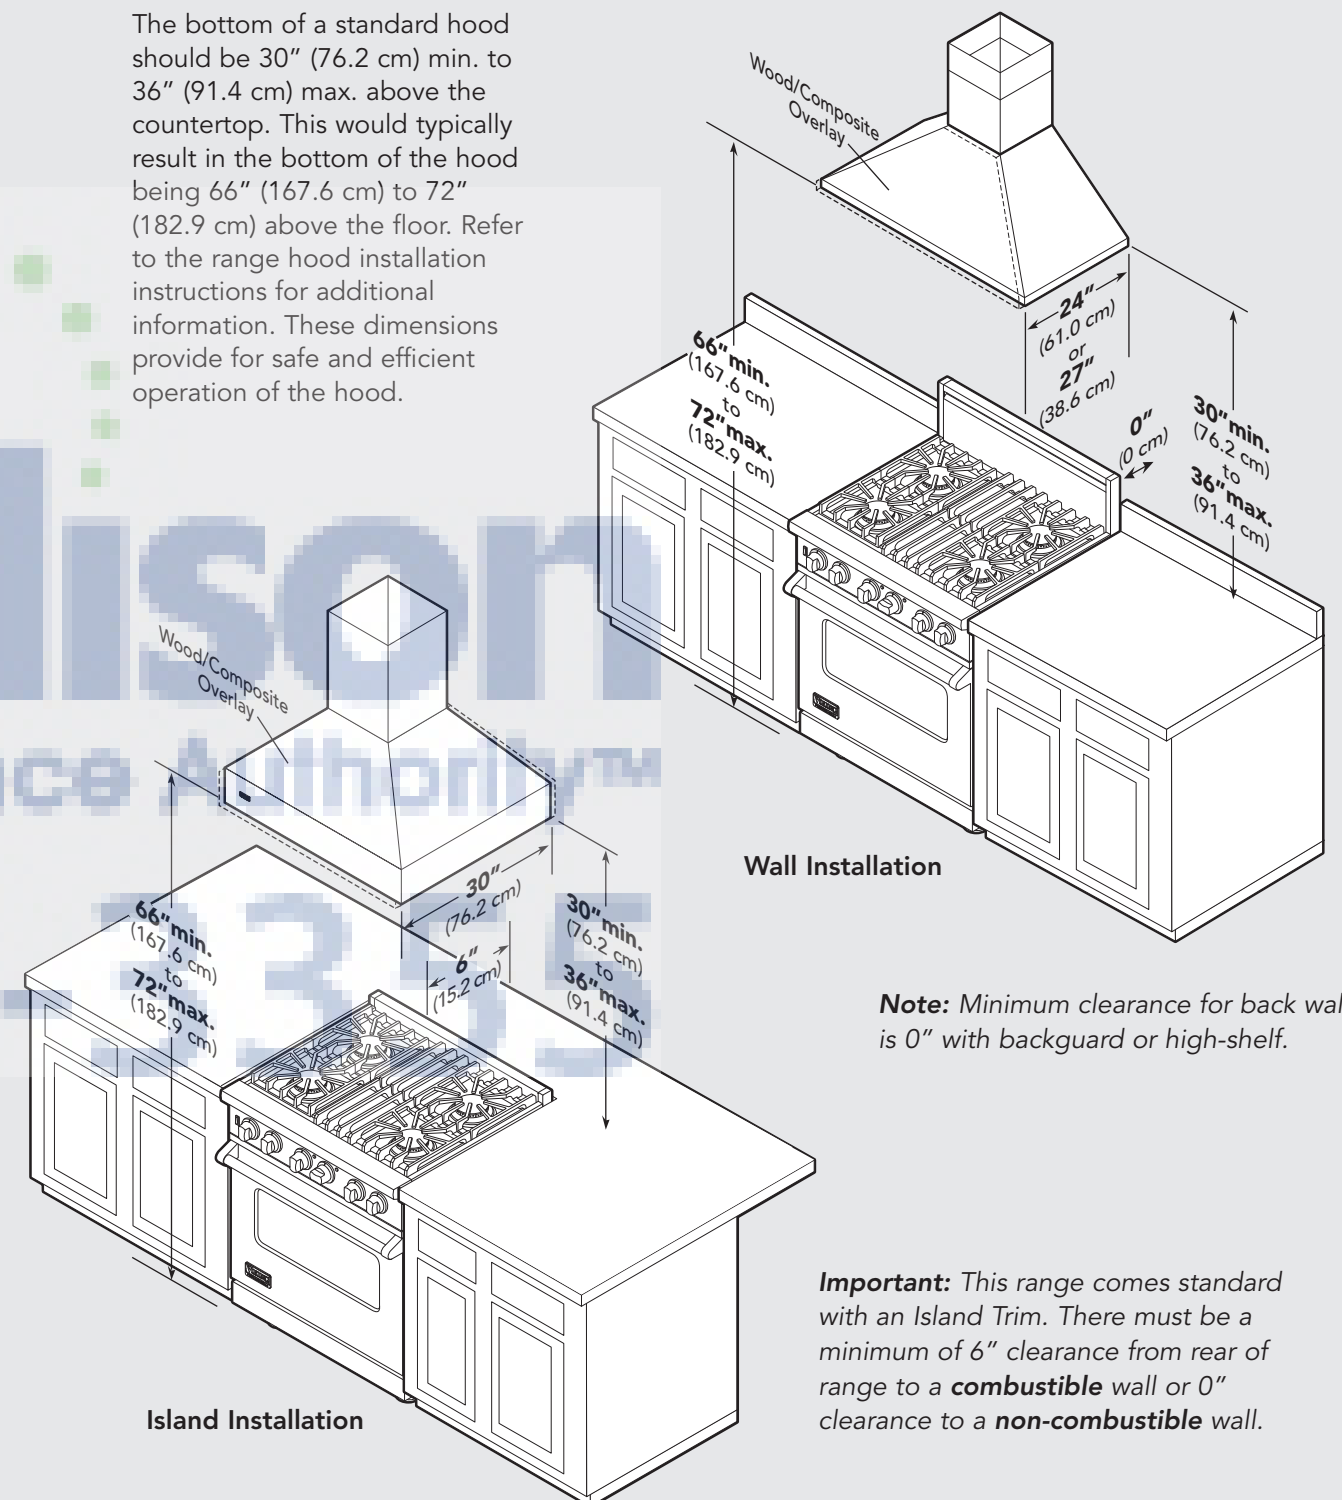 The bottom of a standard hood
should be 30” (76.2 cm) min. to
36” (91.4 cm) max. above the
countertop. This would typically
result in the bottom of the hood
being 66” (167.6 cm) to 72”
(182.9 cm) above the floor. Refer
to the range hood installation
instructions for additional
information. These dimensions
provide for safe and efficient
operation of the hood.
Wood/Composite
Overlay
66” min.
(167.6 cm)
to
72” max.
(182.9 cm)
24”
(61.0 cm)
or
27”
(38.6 cm)
0”
(0 cm)
30” min.
(76.2 cm)
to
36” max.
(91.4 cm)
Wall Installation
Wood/Composite
Overlay
66” min.
(167.6 cm)
to
72” max.
(182.9 cm)
30”
(76.2 cm)
6”
(15.2 cm)
30” min.
(76.2 cm)
to
36” max.
(91.4 cm)
Island Installation
Note: Minimum clearance for back wal
is 0” with backguard or high-shelf.
Important: This range comes standard
with an Island Trim. There must be a
minimum of 6” clearance from rear of
range to a combustible wall or 0”
clearance to a non-combustible wall.
dison
nce Authority™
335